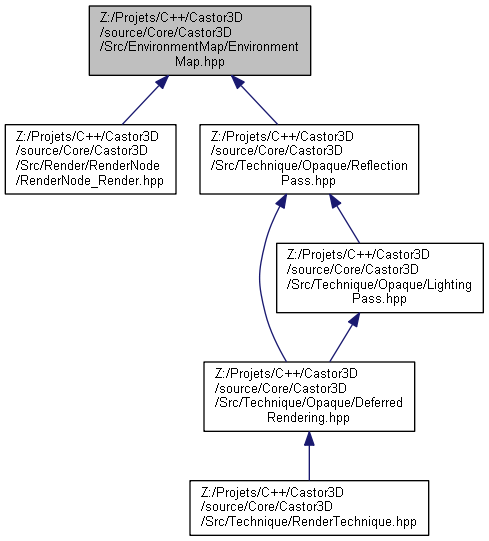 Z:/Projets/C++/Castor3D
/source/Core/Castor3D
/Src/EnvironmentMap/Environment
Map.hpp
Z:/Projets/C++/Castor3D
/source/Core/Castor3D
/Src/Render/RenderNode
/RenderNode_Render.hpp
Z:/Projets/C++/Castor3D
/source/Core/Castor3D
/Src/Technique/Opaque/Reflection
Pass.hpp
Z:/Projets/C++/Castor3D
/source/Core/Castor3D
/Src/Technique/Opaque/Lighting
Pass.hpp
Z:/Projets/C++/Castor3D
/source/Core/Castor3D
/Src/Technique/Opaque/Deferred
Rendering.hpp
Z:/Projets/C++/Castor3D
/source/Core/Castor3D
/Src/Technique/RenderTechnique.hpp